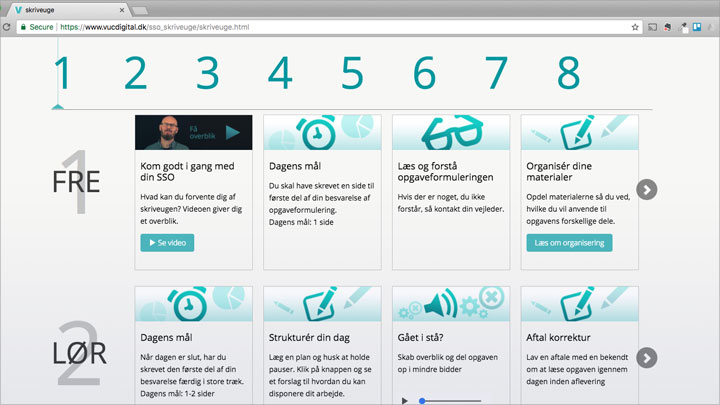 skriveuge
Secure | https://www.vucdigital.dk/sso_skriveuge/skriveuge.html
1 2 3 4 5 6 7 8
1
FRE
Få
overblik
Kom godt i gang med
din SSO
Hvad kan du forvente dig af
skriveugen? Videoen giver dig
et overblik.
Se video
Dagens mål
Du skal have skrevet en side til
første del af din besvarelse af
opgaveformulering.
Dagens mål: 1 side
Læs og forstå
opgaveformuleringen
Hvis der er noget, du ikke
forstår, så kontakt din vejleder.
Organisér dine
materialer
Opdel materialerne så du ved,
hvilke du vil anvende til
opgavens forskellige dele.
Læs om organisering
2
LØR
Dagens mål
Når dagen er slut, har du
skrevet den første del af din
besvarelse færdig i store træk.
Dagens mål: 1-2 sider
Strukturér din dag
Læg en plan og husk at holde
pauser. Klik på knappen og se
et forslag til hvordan du kan
disponere dit arbejde.
Gået i stå?
Skab overblik og del opgaven
op i mindre bidder
Aftal korrektur
Lav en aftale med en bekendt
om at læse opgaven igennem
dagen inden aflevering